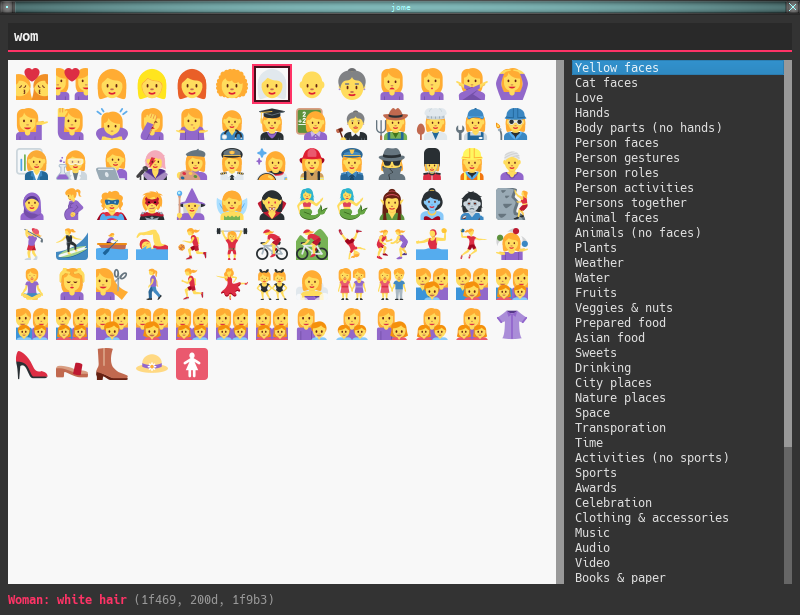 jome
wom
Yellow faces
Cat faces
Love
Hands
Body parts (no hands)
Person faces
Person gestures
Person roles
Person activities
Persons together
Animal faces
Animals (no faces)
Plants
Weather
Water
Fruits
Veggies & nuts
Prepared food
Asian food
Sweets
Drinking
City places
Nature places
Space
Transporation
Time
Activities (no sports)
Sports
Awards
Celebration
Clothing & accessories
Music
Audio
Video
Books & paper
Woman: white hair (1f469, 200d, 1f9b3)